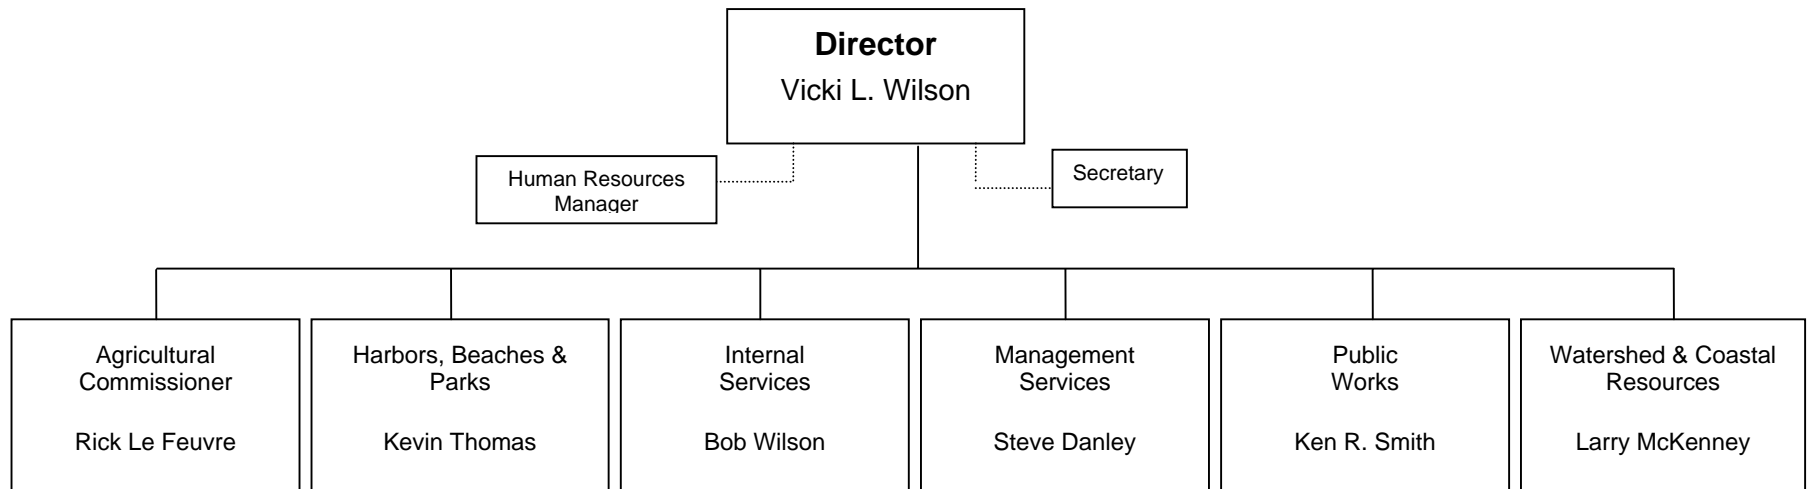 Director
Vicki L. Wilson
Human Resources
Manager
Secretary
Agricultural
Commissioner
Rick Le Feuvre
Harbors, Beaches &
Parks
Kevin Thomas
Internal
Services
Bob Wilson
Management
Services
Steve Danley
Public
Works
Ken R. Smith
Watershed & Coastal
Resources
Larry McKenney